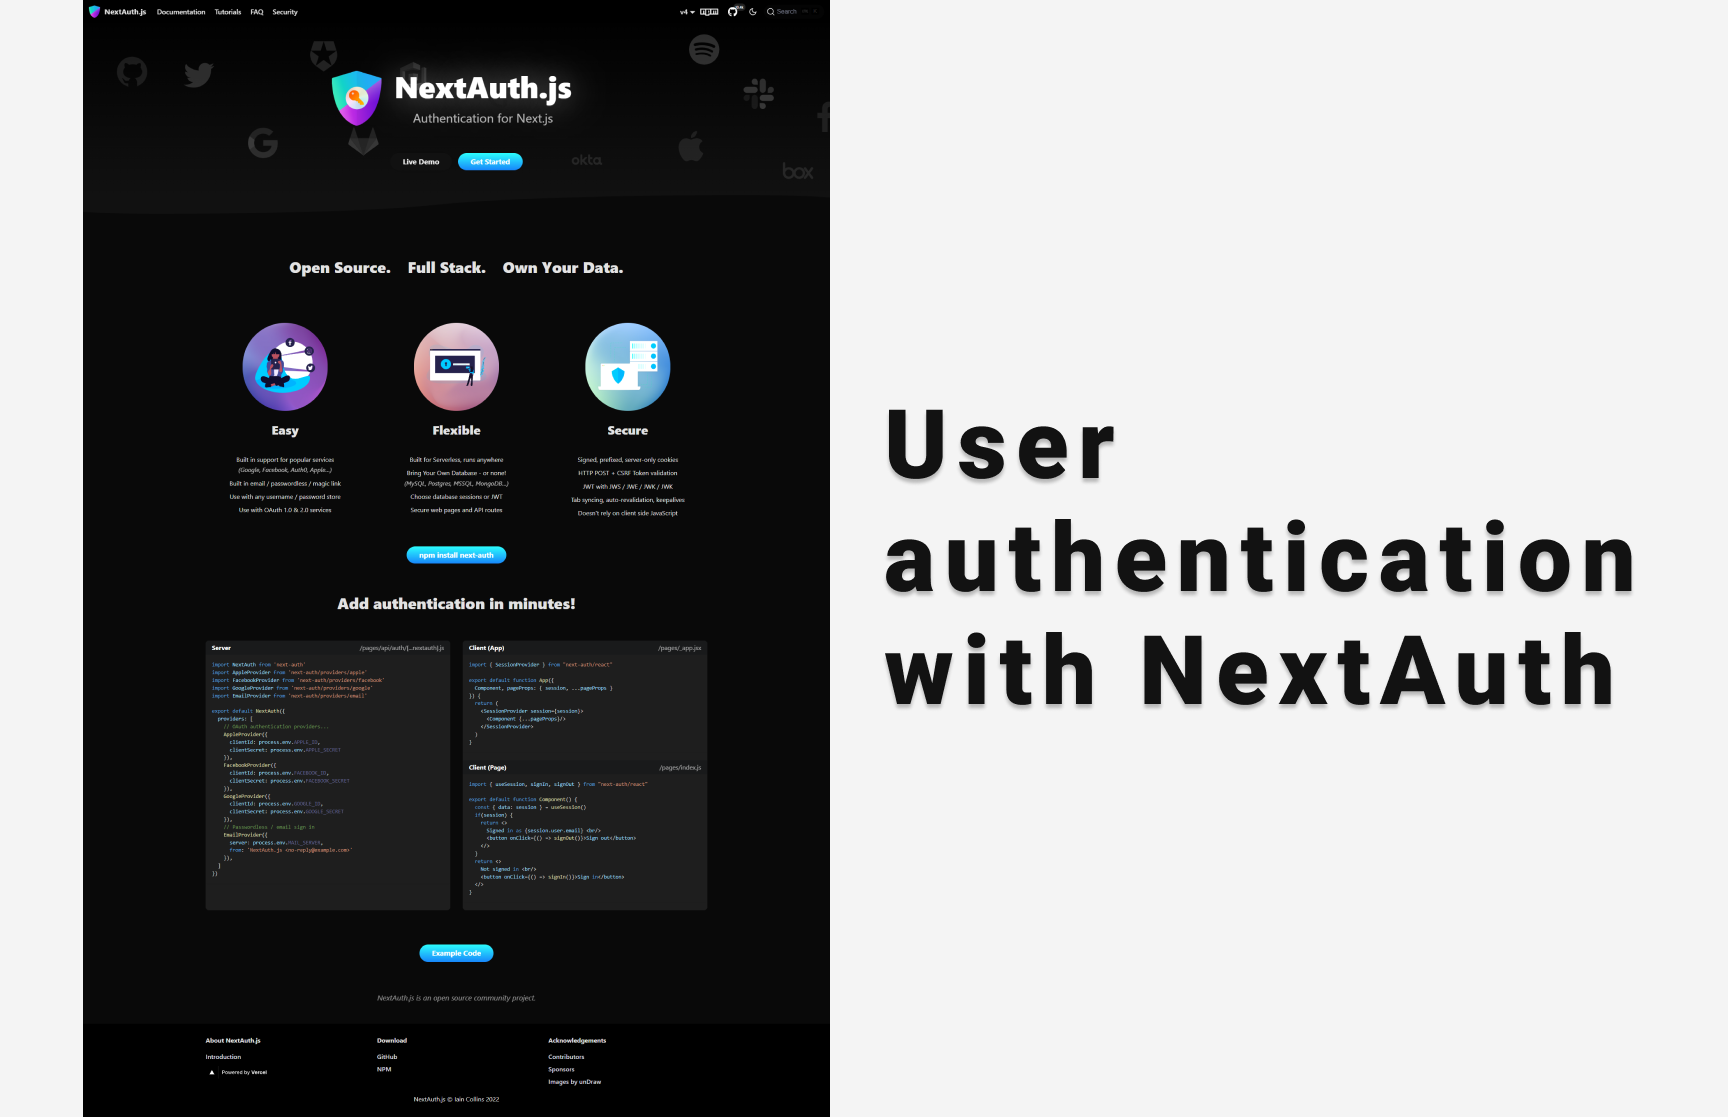 NextAuth.js Documentation Tutorials FAQ Security v4 Search
NextAuth.js
Authentication for Next.js
okta
box
Live Demo Get Started
Open Source. Full Stack. Own Your Data.
Easy
Built in support for popular services
(Google, Facebook, Auth0, Apple...)
Built in email / passwordless / magic link
Use with any username / password store
Use with OAuth 1.0 & 2.0 services
Flexible
Built for Serverless, runs anywhere
Bring Your Own Database - or none!
(MySQL, Postgres, MSSQL, MongoDB...)
Choose database sessions or JWT
Secure web pages and API routes
Secure
Signed, prefixed, server-only cookies
HTTP POST + CSRF Token validation
JWT with JWS / JWE / JWK / JWK
Tab syncing, auto-revalidation, keepalives
Doesn't rely on client side JavaScript
npm install next-auth
Add authentication in minutes!
Server /pages/api/auth/[...nextauth].js
import NextAuth from 'next-auth'
import AppleProvider from 'next-auth/providers/apple'
import FacebookProvider from 'next-auth/providers/facebook'
import GoogleProvider from 'next-auth/providers/google'
import EmailProvider from 'next-auth/providers/email'
export default NextAuth({
providers: [
// OAuth authentication providers...
AppleProvider({
clientId: process.env.APPLE_ID,
clientSecret: process.env.APPLE_SECRET
}),
FacebookProvider({
clientId: process.env.FACEBOOK_ID,
clientSecret: process.env.FACEBOOK_SECRET
}),
GoogleProvider({
clientId: process.env.GOOGLE_ID,
clientSecret: process.env.GOOGLE_SECRET
}),
// Passwordless / email sign in
EmailProvider({
server: process.env.MAIL_SERVER,
from: 'NextAuth.js <no-reply@example.com>'
}),
]
})
Client (App) /pages/_app.jsx
import { SessionProvider } from "next-auth/react"
export default function App({
Component, pageProps: { session, ...pageProps }
}) {
return (
<SessionProvider session={session}>
<Component {...pageProps}/>
</SessionProvider>
)
}
Client (Page) /pages/index.js
import { useSession, signIn, signOut } from "next-auth/react"
export default function Component() {
const { data: session } = useSession()
if(session) {
return <>
Signed in as {session.user.email} <br/>
<button onClick={() => signOut()}>Sign out</button>
</>
}
return <>
Not signed in <br/>
<button onClick={() => signIn()}>Sign in</button>
</>
}
Example Code
NextAuth.js is an open source community project.
About NextAuth.js
Introduction
Powered by Vercel
Download
GitHub
NPM
Acknowledgements
Contributors
Sponsors
Images by unDraw
NextAuth.js © Iain Collins 2022
User
authentication
with NextAuth